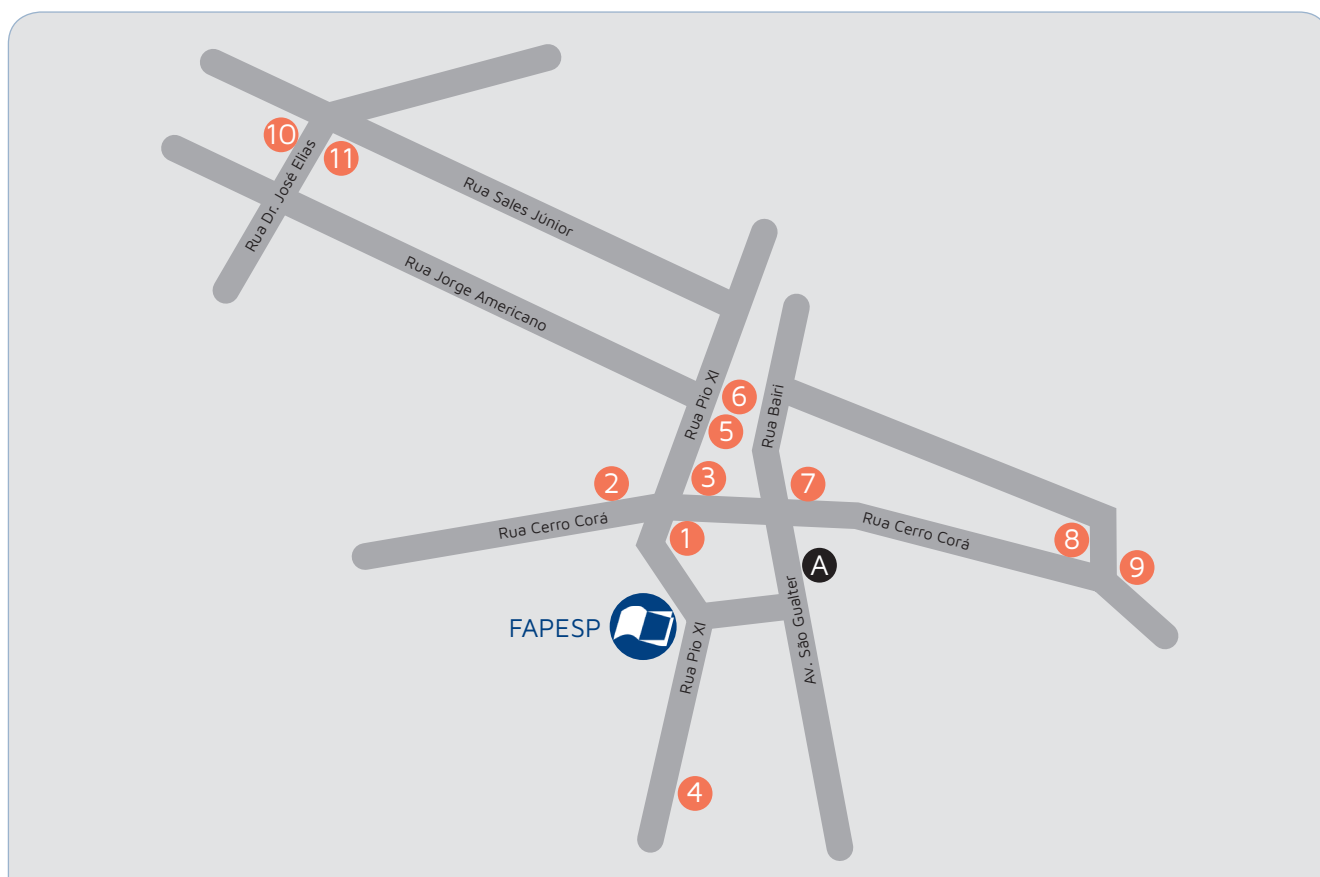 10
11
Rua Dr. José Elias
Rua Sales Júnior
Rua Jorge Americano
Rua Pio XI
6
5
Rua Bairi
2
3
7
Rua Cerro Corá
Rua Cerro Corá
1
8
9
A
FAPESP
Rua Pio XI
Av. São Gualter
4